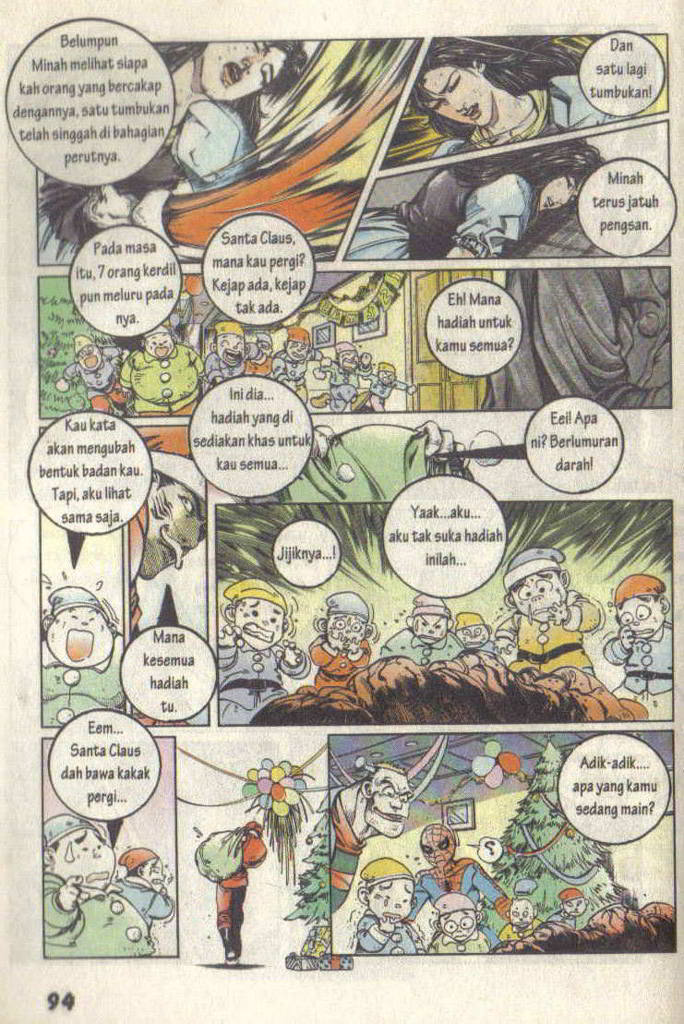 Belumpun
Minah melihat siapa
kah orang yang bercakap
dengannya, satu tumbukan
telah singgah di bahagian
perutnya.
Dan
satu lagi
tumbukan!
Minah
terus jatuh
pengsan.
Pada masa
itu, 7 orang kerdil
pun meluru pada
nya.
Santa Claus,
mana kau pergi?
Kejap ada, kejap
tak ada.
Eh! Mana
hadiah untuk
kamu semua?
Ini dia...
hadiah yang di
sediakan khas untuk
kau semua...
Eei! Apa
ni? Berlumuran
darah!
Kau kata
akan mengubah
bentuk badan kau.
Tapi, aku lihat
sama saja.
Mana
kesemua
hadiah
tu.
Jijiknya...!
Yaak...aku...
aku tak suka hadiah
inilah...
Eem...
Santa Claus
dah bawa kakak
pergi...
?
Adik-adik....
apa yang kamu
sedang main?
94